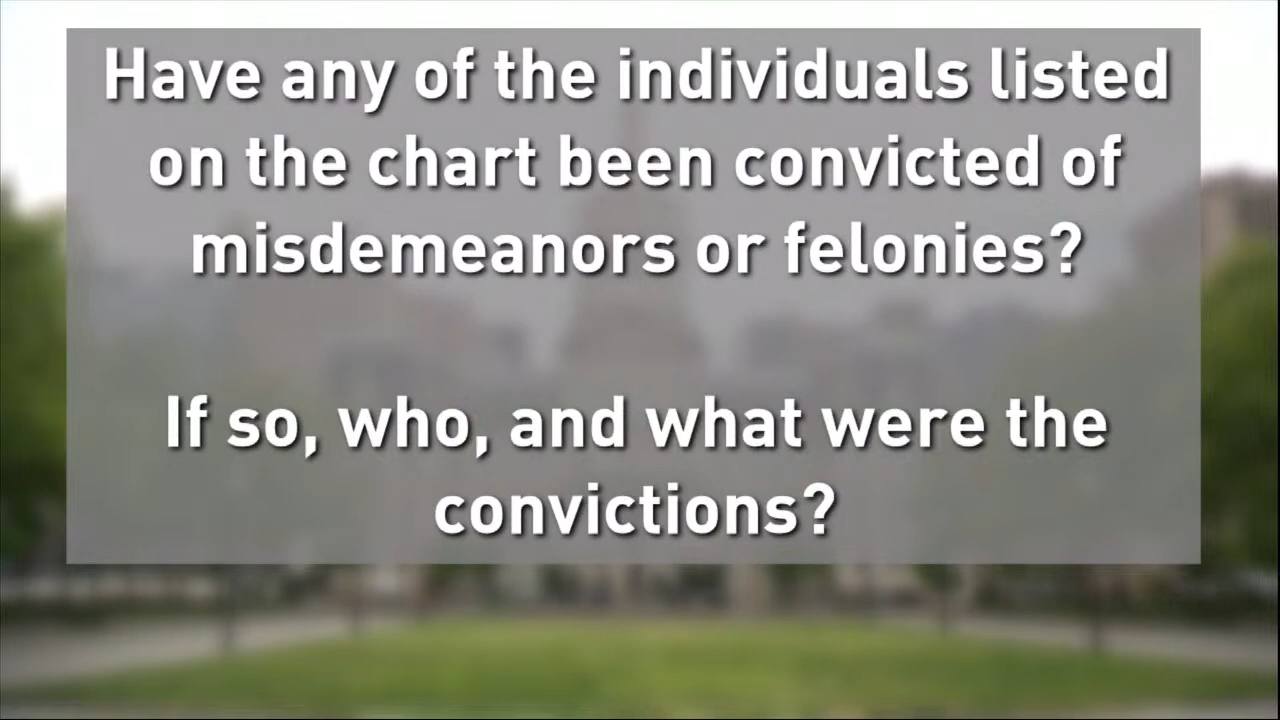 Have any of the individuals listed
on the chart been convicted of
misdemeanors or felonies?
If so, who, and what were the
convictions?